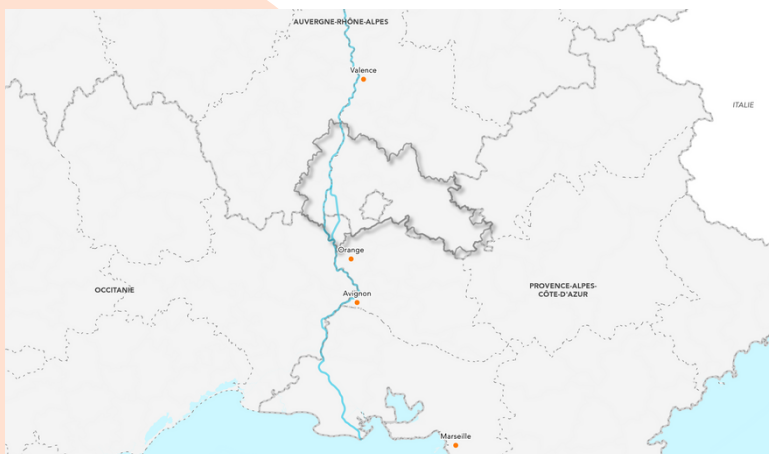 AUVERGNE-RHÔNE-ALPES
Valence
ITALIE
Orange
OCCITANIE
PROVENCE-ALPES-
CÔTE-D'AZUR
Avignon
Marseille